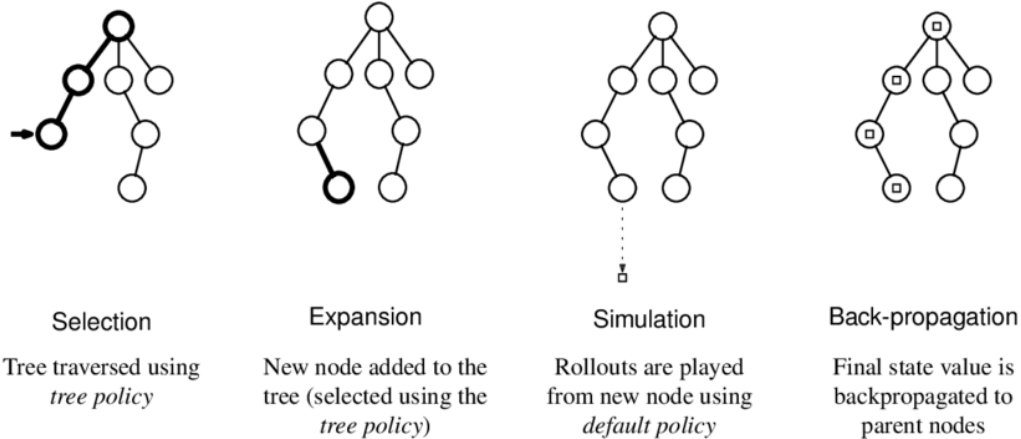 Selection
Tree traversed using
tree policy
Expansion
New node added to the
tree (selected using the
tree policy)
Simulation
Rollouts are played
from new node using
default policy
Back-propagation
Final state value is
backpropagated to
parent nodes